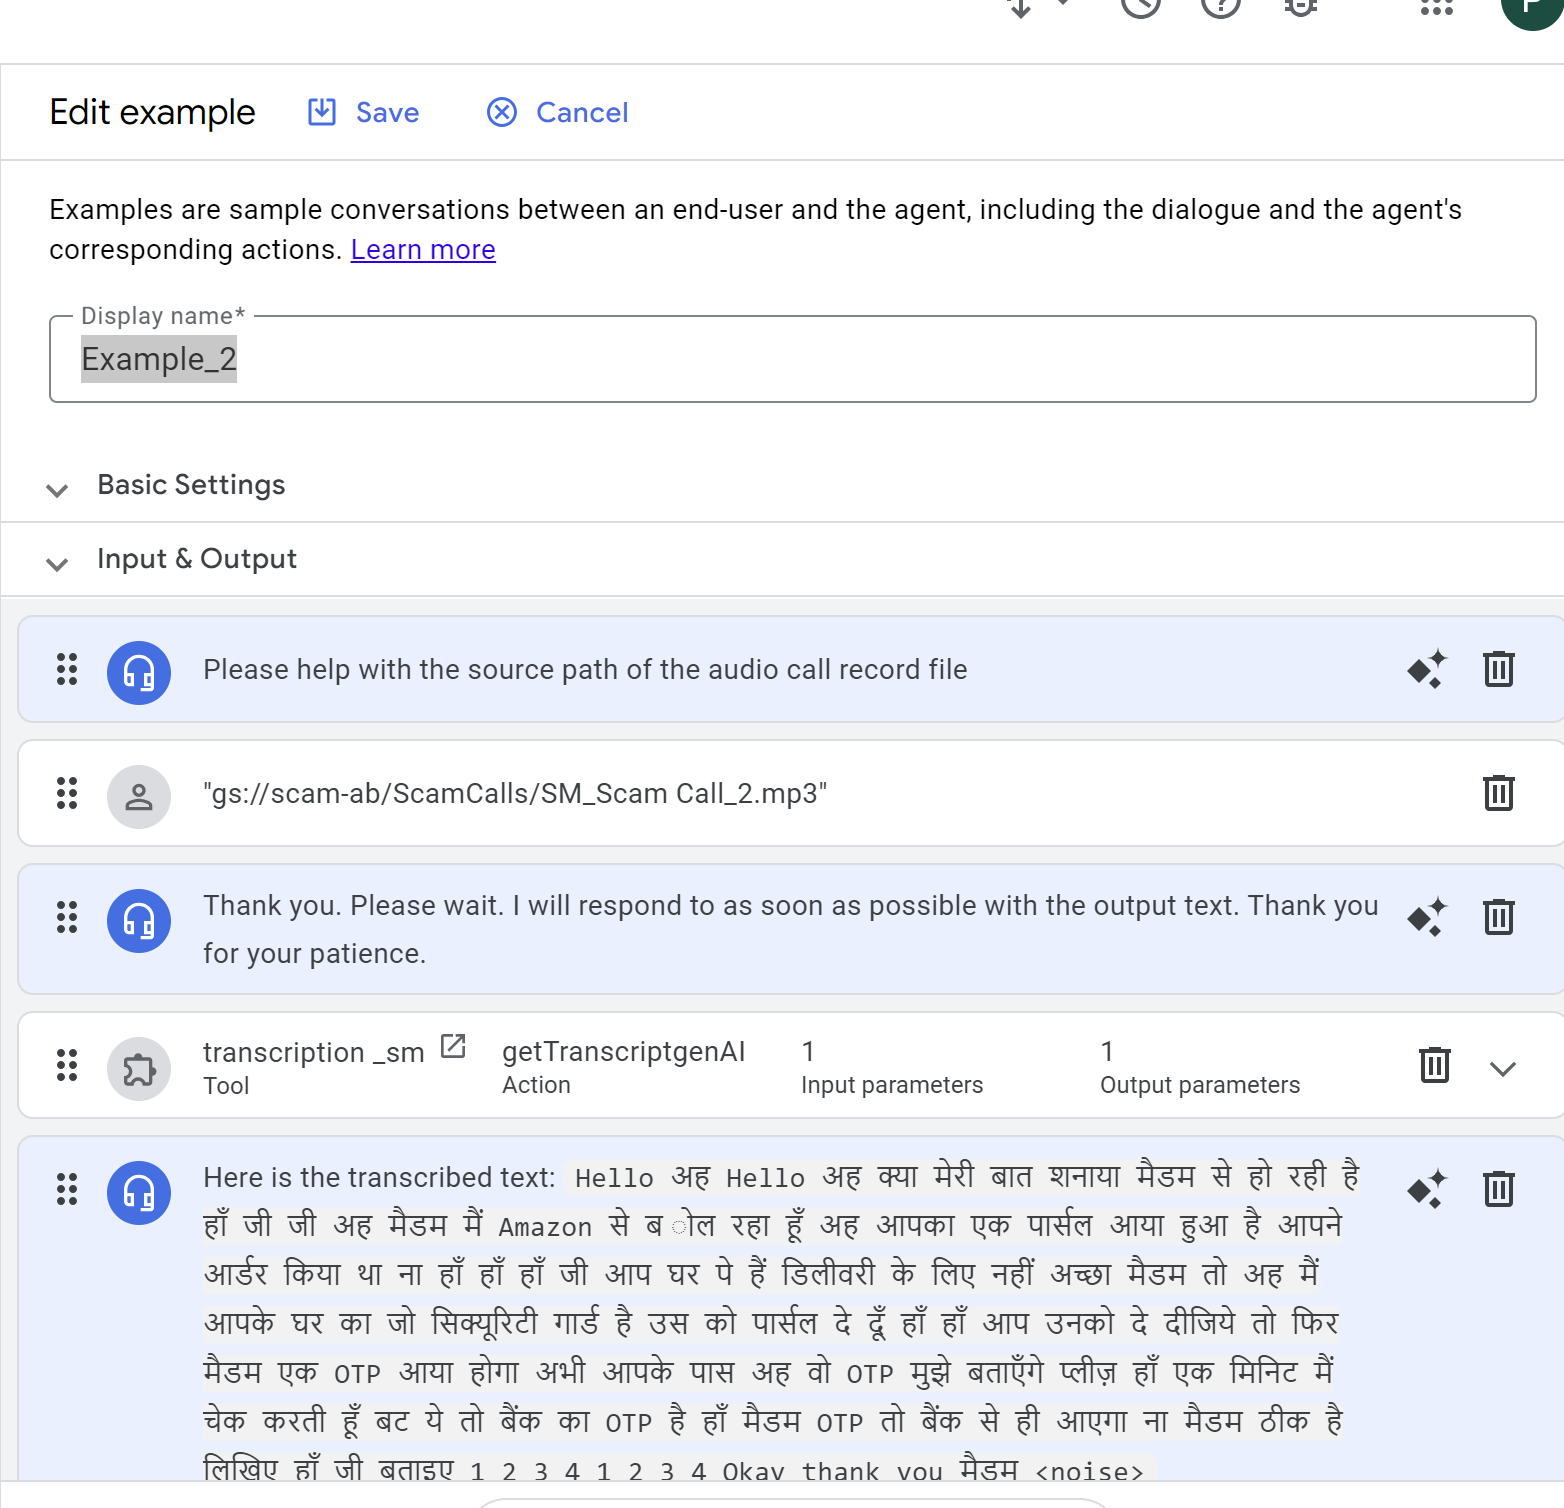 P
Edit example Save Cancel
Examples are sample conversations between an end-user and the agent, including the dialogue and the agent's
corresponding actions. Learn more
Display name*
Example_2
Basic Settings
Input & Output
Please help with the source path of the audio call record file
"gs://scam-ab/ScamCalls/SM_Scam Call_2.mp3"
Thank you. Please wait. I will respond to as soon as possible with the output text. Thank you
for your patience.
transcription _sm getTranscriptgenAI 1 1
Tool Action Input parameters Output parameters
Here is the transcribed text: Hello अह Hello अह क्या मेरी बात शनाया मैडम से हो रही है
हाँ जी जी अह मैडम मैं Amazon से ब ोल रहा हूँ अह आपका एक पार्सल आया हुआ है आपने
आर्डर किया था ना हाँ हाँ हाँ जी आप घर पे हैं डिलीवरी के लिए नहीं अच्छा मैडम तो अह मैं
आपके घर का जो सिक्यूरिटी गार्ड है उस को पार्सल दे दूँ हाँ हाँ आप उनको दे दीजिये तो फिर
मैडम एक OTP आया होगा अभी आपके पास अह वो OTP मुझे बताएँगे प्लीज़ हाँ एक मिनिट मैं
चेक करती हूँ बट ये तो बैंक का OTP है हाँ मैडम OTP तो बैंक से ही आएगा ना मैडम ठीक है
लिखिए हाँ जी बताइए 1 2 3 4 1 2 3 4 Okay thank you मैडम <noise>